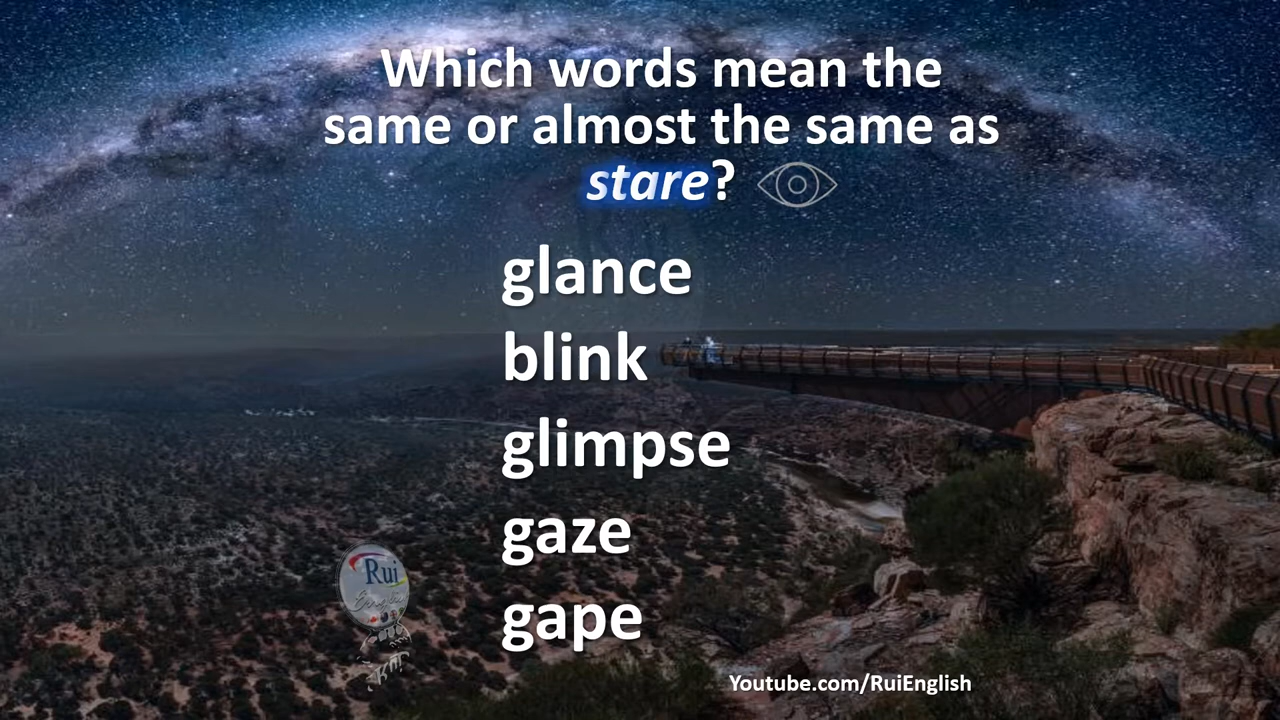 Which words mean the
same or almost the same as
stare?
glance
blink
glimpse
gaze
gape
Rui
Youtube.com/RuiEnglish